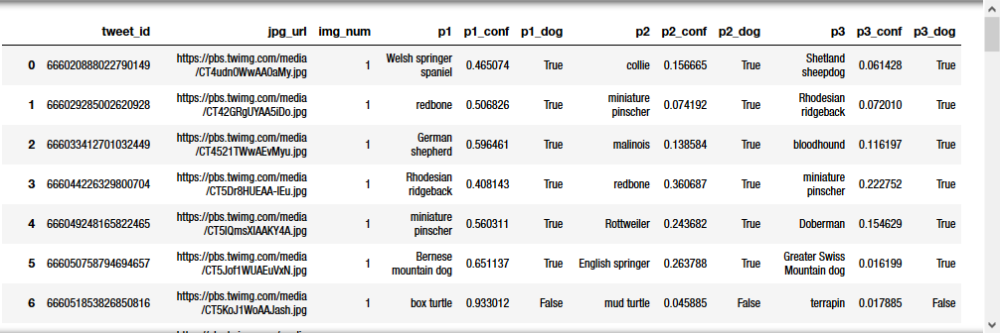 tweet_id jpg_url img_num p1 p1_conf p1_dog p2 p2_conf p2_dog p3 p3_conf p3_dog
0 666020888022790149 https://pbs.twimg.com/media/CT4udn0WwAA0aMy.jpg 1 Welsh springer spaniel 0.465074 True collie 0.156665 True Shetland sheepdog 0.061428 True
1 666029285002620928 https://pbs.twimg.com/media/CT42GRgUYAA5iDo.jpg 1 redbone 0.506826 True miniature pinscher 0.074192 True Rhodesian ridgeback 0.072010 True
2 666033412701032449 https://pbs.twimg.com/media/CT4521TWwAEvMyu.jpg 1 German shepherd 0.596461 True malinois 0.138584 True bloodhound 0.116197 True
3 666044226329800704 https://pbs.twimg.com/media/CT5Dr8HUEAA-lEu.jpg 1 Rhodesian ridgeback 0.408143 True redbone 0.360687 True miniature pinscher 0.222752 True
4 666049248165822465 https://pbs.twimg.com/media/CT5IQmsXIAAKY4A.jpg 1 miniature pinscher 0.560311 True Rottweiler 0.243682 True Doberman 0.154629 True
5 666050758794694657 https://pbs.twimg.com/media/CT5Jof1WUAEuVxN.jpg 1 Bernese mountain dog 0.651137 True English springer 0.263788 True Greater Swiss Mountain dog 0.016199 True
6 666051853826850816 https://pbs.twimg.com/media/CT5KoJ1WoAAJash.jpg 1 box turtle 0.933012 False mud turtle 0.045885 False terrapin 0.017885 False